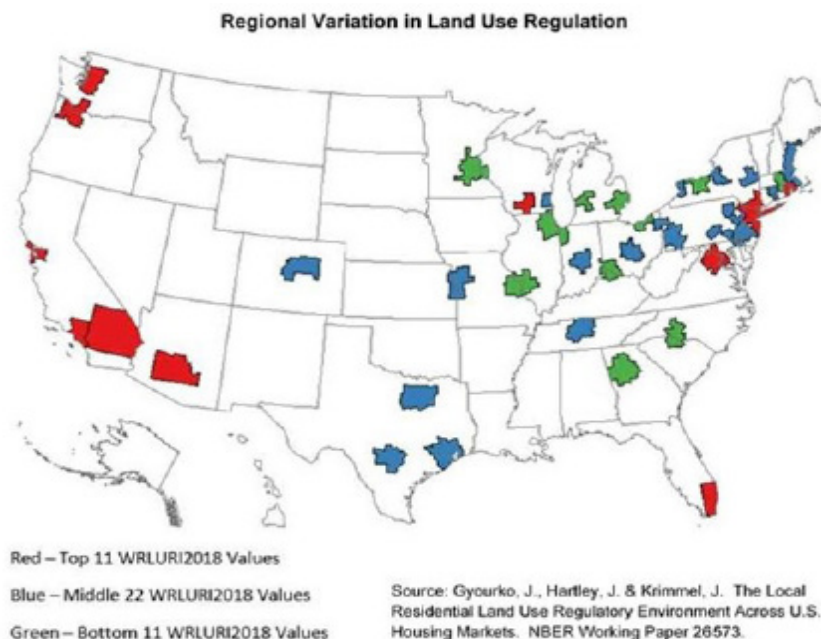 Regional Variation in Land Use Regulation
Red – Top 11 WRLURI2018 Values
Blue – Middle 22 WRLURI2018 Values
Green – Bottom 11 WRLURI2018 Values
Source: Gyourko, J., Hartley, J. & Krimmel, J. The Local
Residential Land Use Regulatory Environment Across U.S.
Housing Markets. NBER Working Paper 26573.